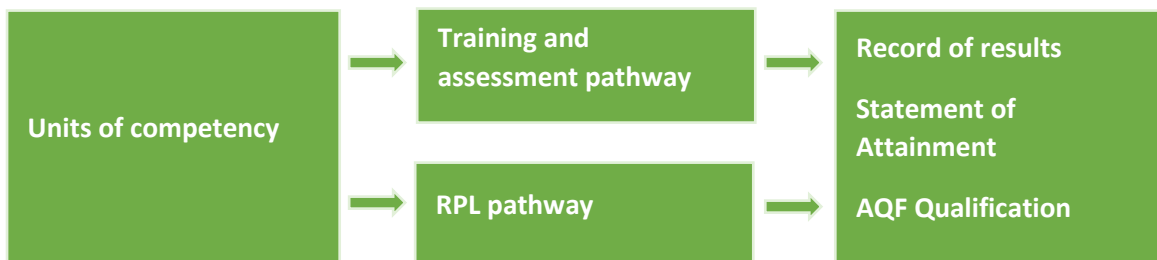 Units of competency
Training and
assessment pathway
RPL pathway
Record of results
Statement of
Attainment
AQF Qualification